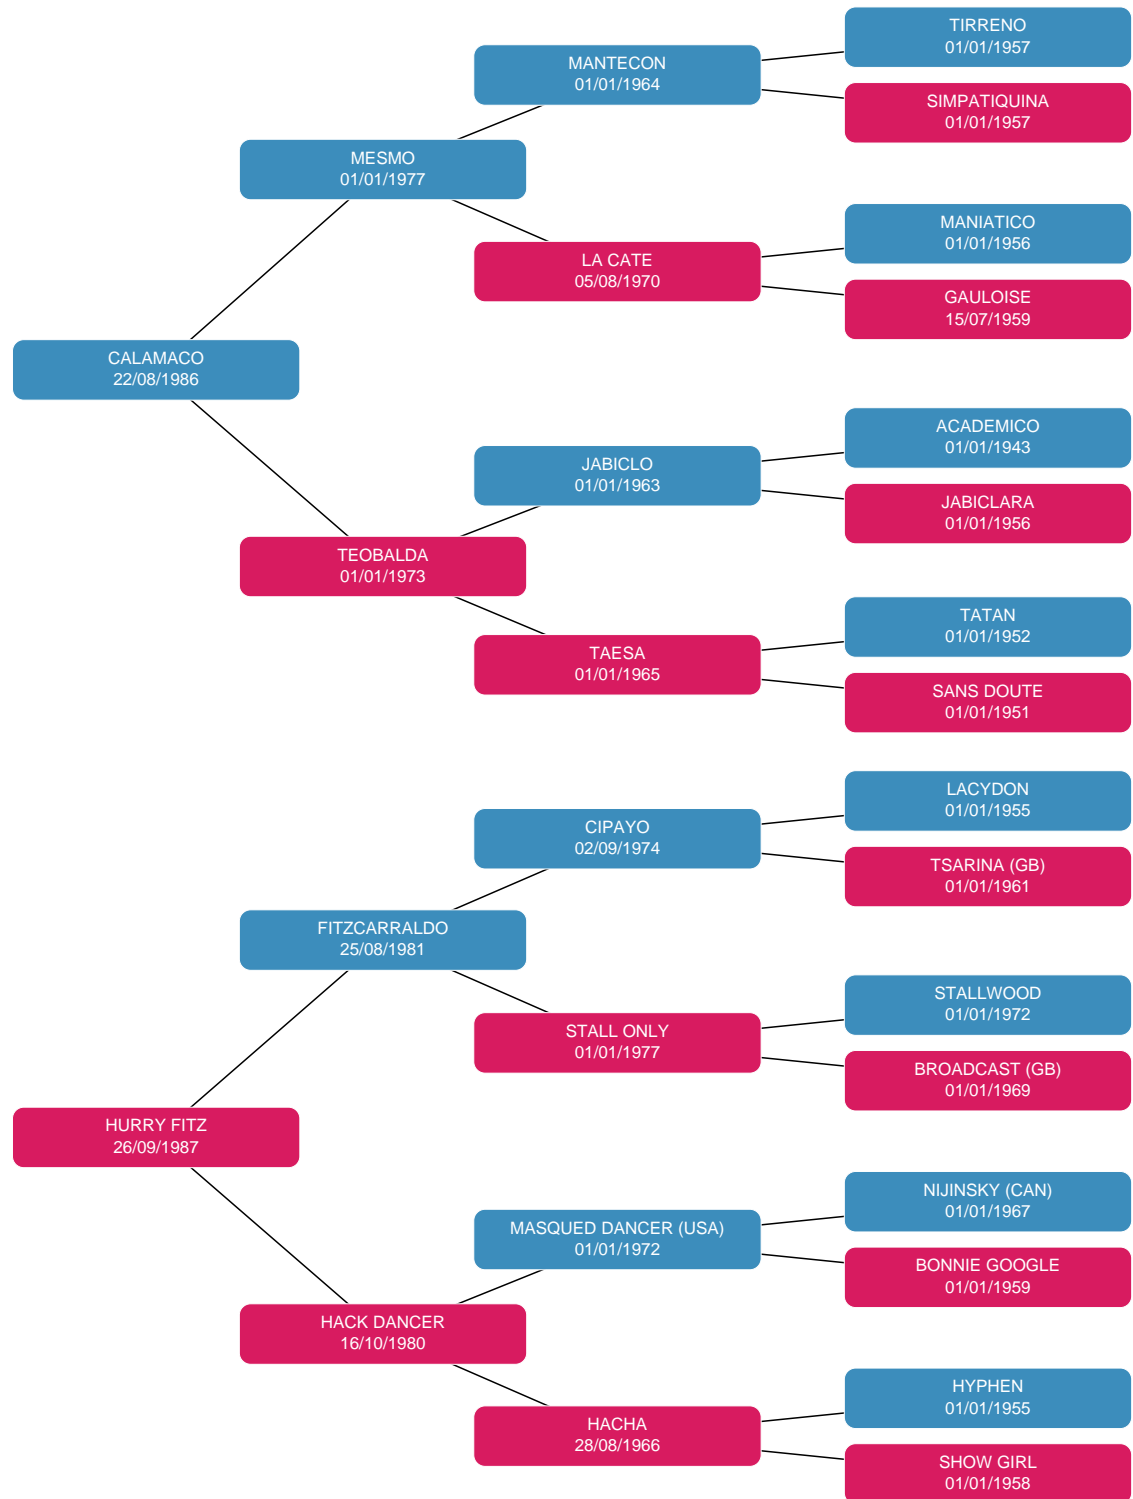 TIRRENO
01/01/1957
MANTECON
01/01/1964
SIMPATIQUINA
01/01/1957
MESMO
01/01/1977
MANIATICO
01/01/1956
LA CATE
05/08/1970
GAULOISE
15/07/1959
CALAMACO
22/08/1986
ACADEMICO
01/01/1943
JABICLO
01/01/1963
JABICLARA
01/01/1956
TEOBALDA
01/01/1973
TATAN
01/01/1952
TAESA
01/01/1965
SANS DOUTE
01/01/1951
LACYDON
01/01/1955
CIPAYO
02/09/1974
TSARINA (GB)
01/01/1961
FITZCARRALDO
25/08/1981
STALLWOOD
01/01/1972
STALL ONLY
01/01/1977
BROADCAST (GB)
01/01/1969
HURRY FITZ
26/09/1987
NIJINSKY (CAN)
01/01/1967
MASQUED DANCER (USA)
01/01/1972
BONNIE GOOGLE
01/01/1959
HACK DANCER
16/10/1980
HYPHEN
01/01/1955
HACHA
28/08/1966
SHOW GIRL
01/01/1958